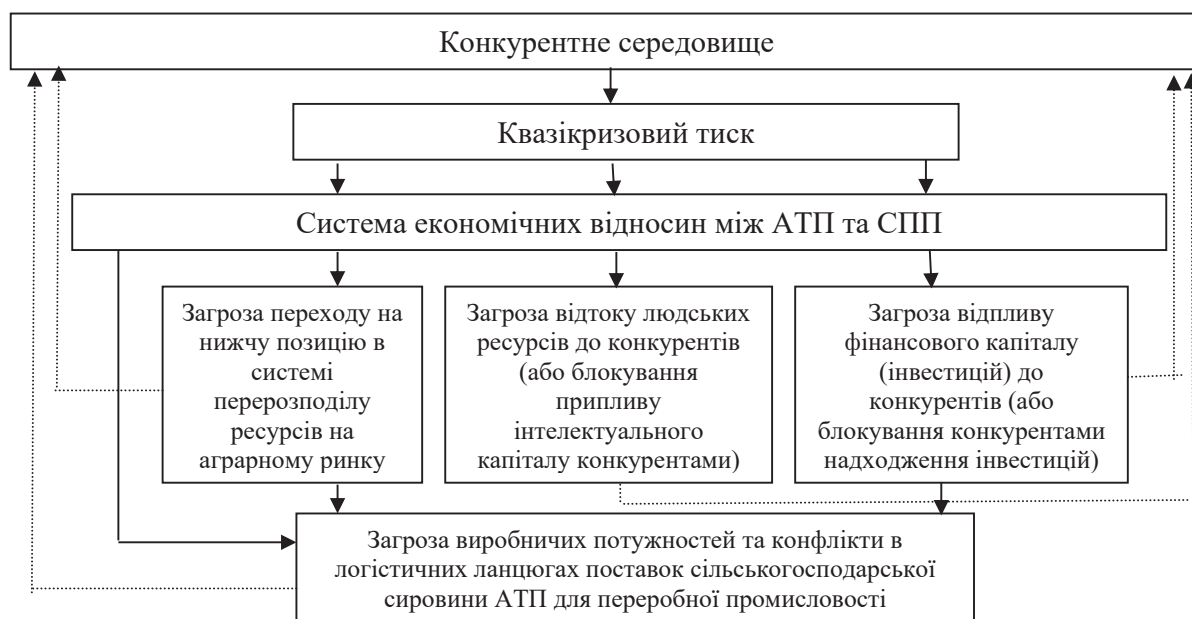 Конкурентне середовище
Квазікризовий тиск
Система економічних відносин між АТП та СПП
Загроза переходу на
нижчу позицію в
системі
перерозподілу
ресурсів на
аграрному ринку
Загроза відтоку людських
ресурсів до конкурентів
(або блокування
припливу
інтелектуального
капіталу конкурентами)
Загроза відпливу
фінансового капіталу
(інвестицій) до
конкурентів (або
блокування конкурентами
надходження інвестицій)
Загроза виробничих потужностей та конфлікти в
логістичних ланцюгах поставок сільськогосподарської
сировини АТП для переробної промисловості